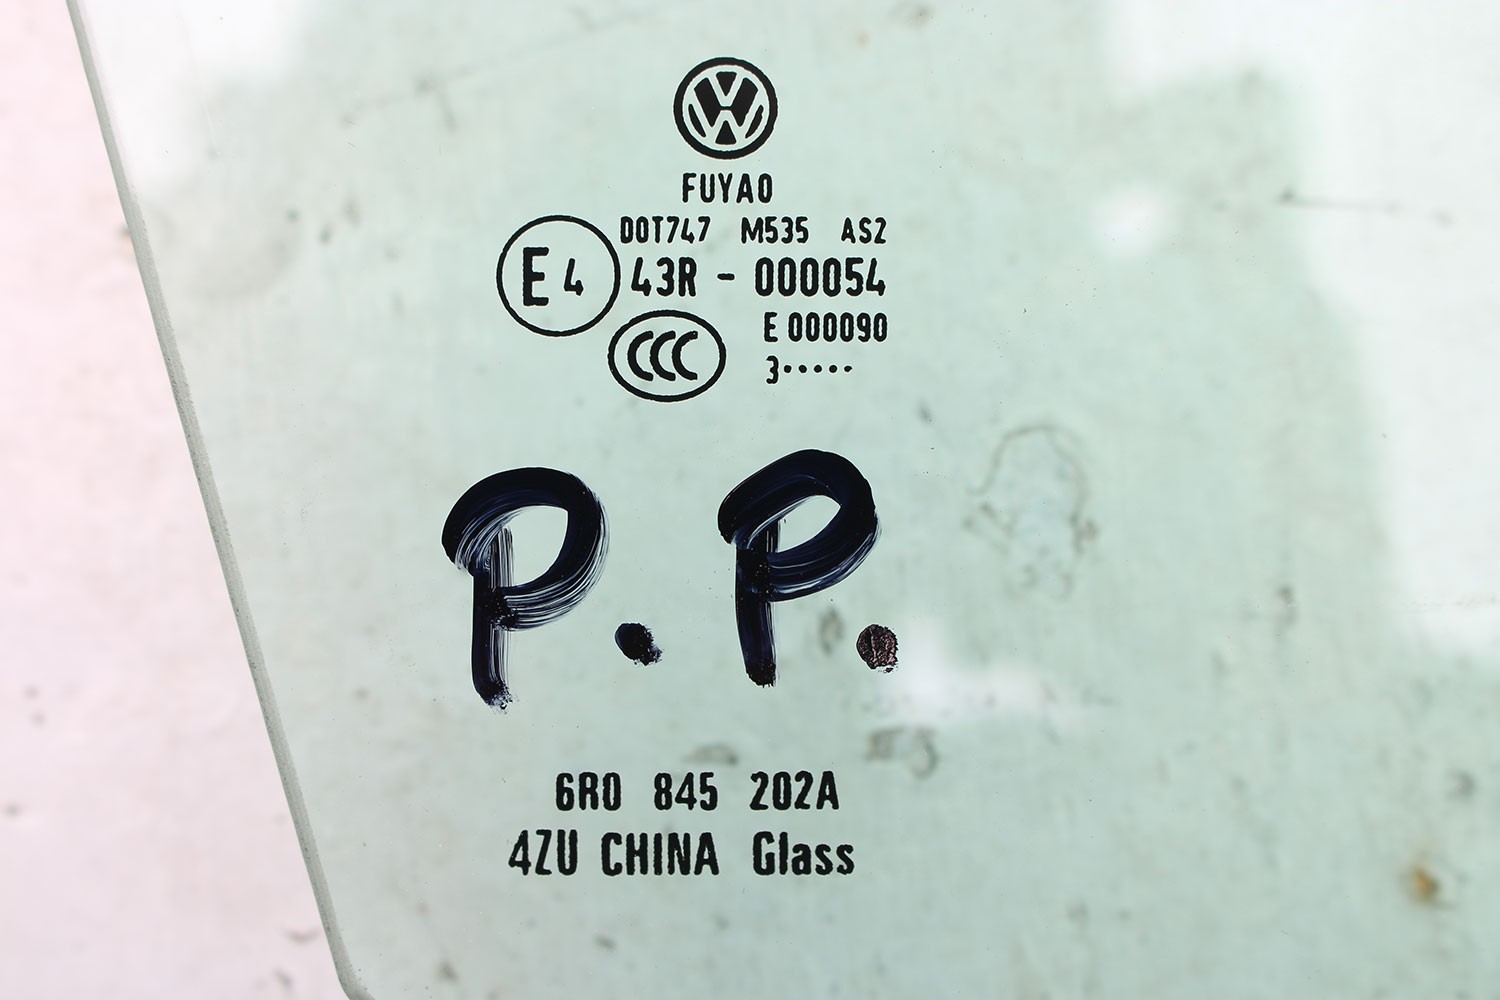 FUYAO
DOT747 M535 AS2
E4 43R - 000054
CCC E 000090
3·····
P.P.
6R0 845 202A
4ZU CHINA Glass